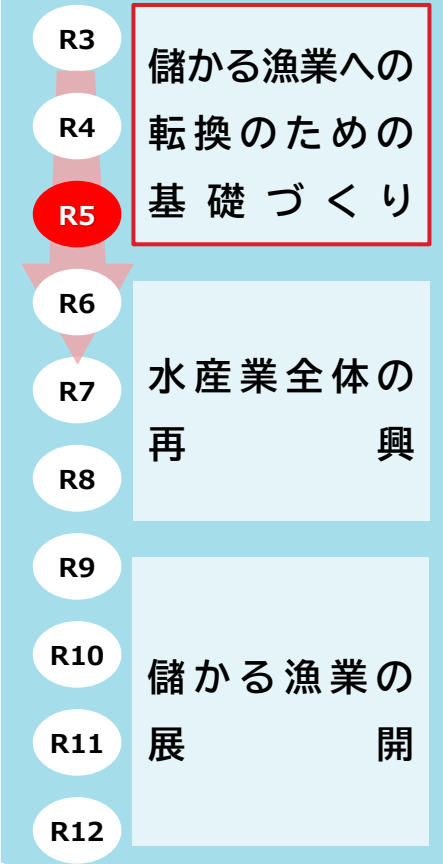 R3
R4
R5
儲かる漁業への
転換のための
基礎づくり
R6
R7
R8
水産業全体の
再興
R9
R10
R11
R12
儲かる漁業の
展開